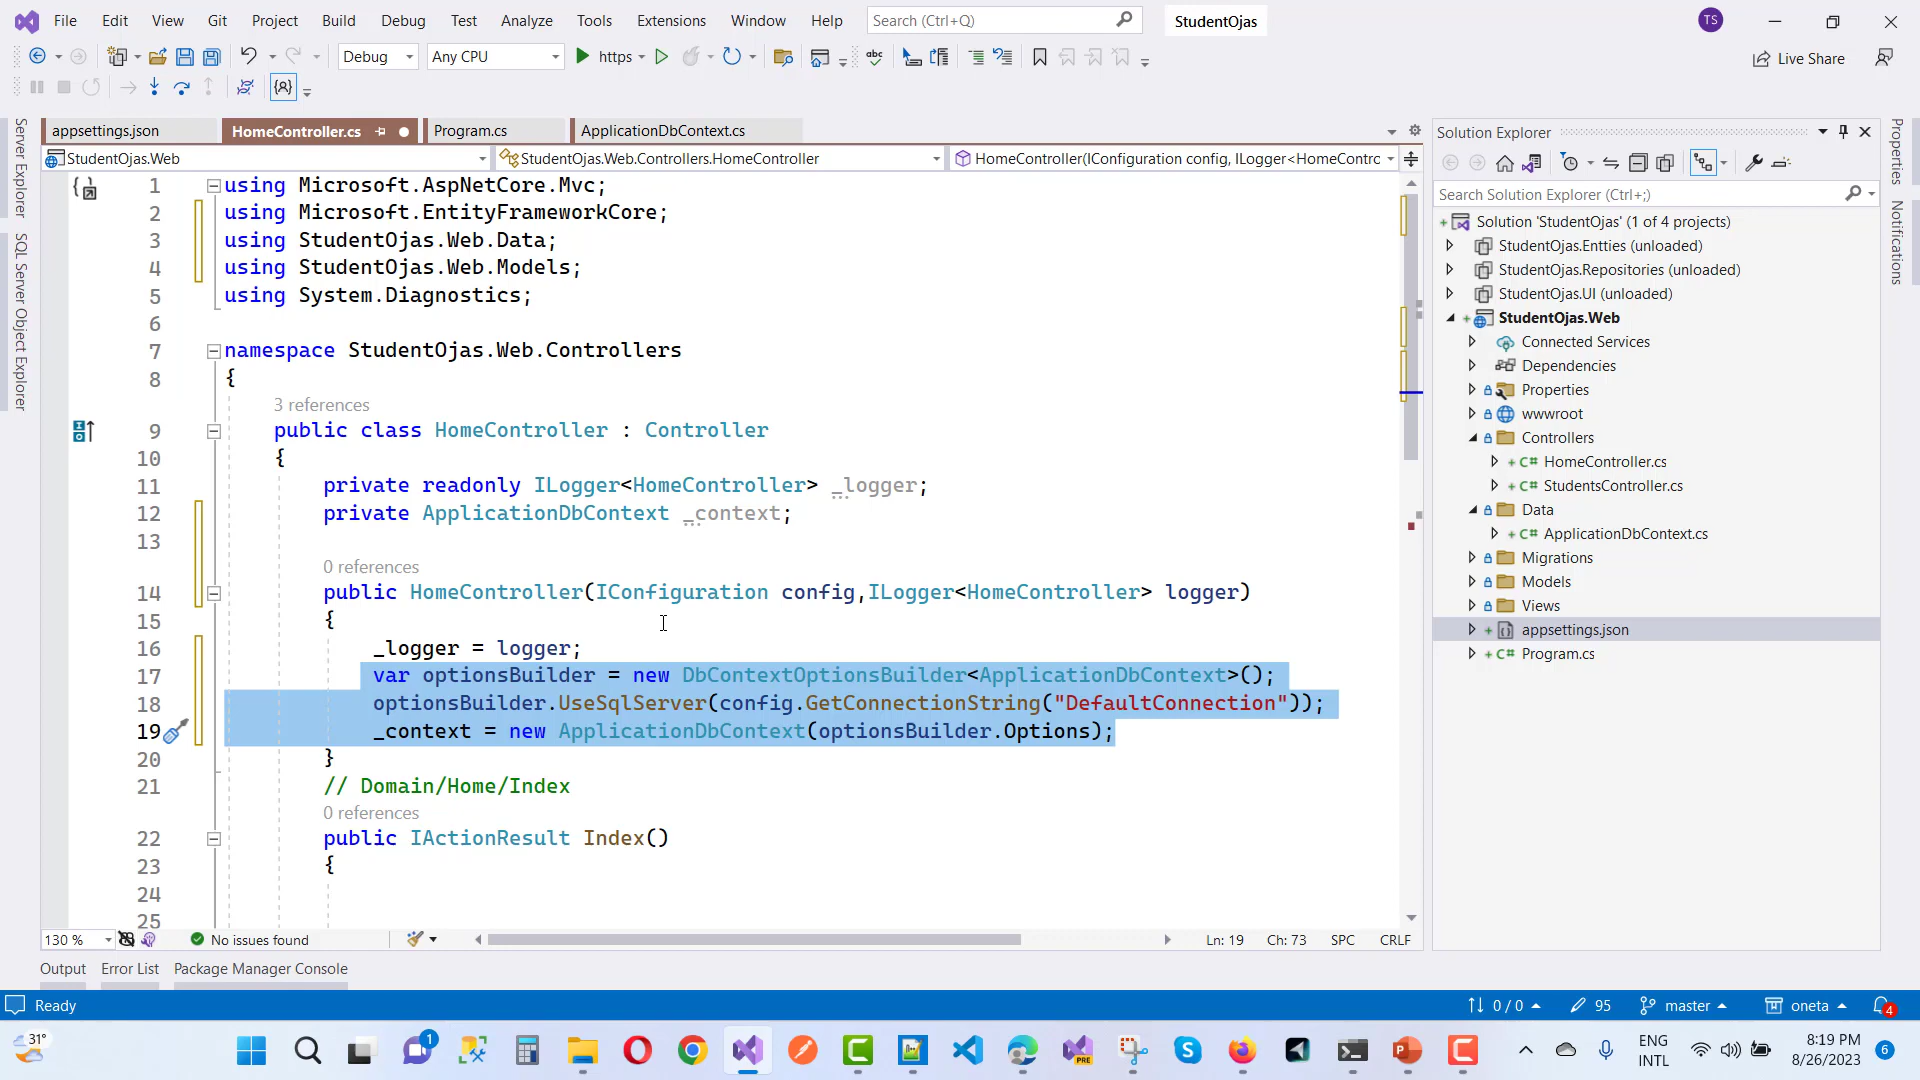 File Edit View Git Project Build Debug Test Analyze Tools Extensions Window Help Search (Ctrl+Q) StudentOjas TS
Debug Any CPU https Live Share
Server Explorer
SQL Server Object Explorer
appsettings.json HomeController.cs Program.cs ApplicationDbContext.cs
StudentOjas.Web StudentOjas.Web.Controllers.HomeController HomeController(IConfiguration config, ILogger<HomeContrc
1 using Microsoft.AspNetCore.Mvc;
2 using Microsoft.EntityFrameworkCore;
3 using StudentOjas.Web.Data;
4 using StudentOjas.Web.Models;
5 using System.Diagnostics;
6
7 namespace StudentOjas.Web.Controllers
8 {
3 references
9 public class HomeController : Controller
10 {
11 private readonly ILogger<HomeController> _logger;
12 private ApplicationDbContext _context;
13
0 references
14 public HomeController(IConfiguration config,ILogger<HomeController> logger)
15 {
16 _logger = logger;
17 var optionsBuilder = new DbContextOptionsBuilder<ApplicationDbContext>();
18 optionsBuilder.UseSqlServer(config.GetConnectionString("DefaultConnection"));
19 _context = new ApplicationDbContext(optionsBuilder.Options);
20 }
21 // Domain/Home/Index
0 references
22 public IActionResult Index()
23 {
24
25
130 % No issues found Ln: 19 Ch: 73 SPC CRLF
Solution Explorer
Search Solution Explorer (Ctrl+;)
Solution 'StudentOjas' (1 of 4 projects)
StudentOjas.Entties (unloaded)
StudentOjas.Repositories (unloaded)
StudentOjas.UI (unloaded)
StudentOjas.Web
Connected Services
Dependencies
Properties
wwwroot
Controllers
C# HomeController.cs
C# StudentsController.cs
Data
C# ApplicationDbContext.cs
Migrations
Models
Views
appsettings.json
C# Program.cs
Properties
Notifications
Output Error List Package Manager Console
Ready 0 / 0 95 master oneta 4
31° 1 PRE ENG INTL 8:19 PM 8/26/2023 6